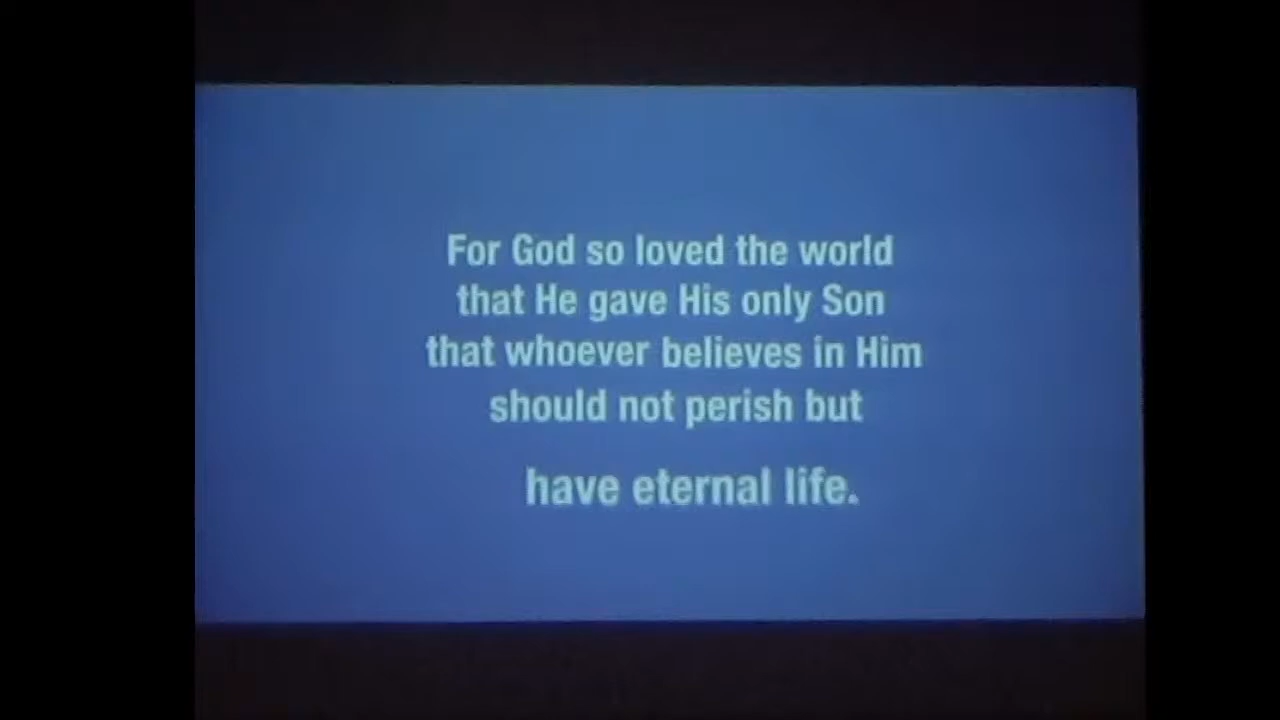 For God so loved the world
that He gave His only Son
that whoever believes in Him
should not perish but
have eternal life.